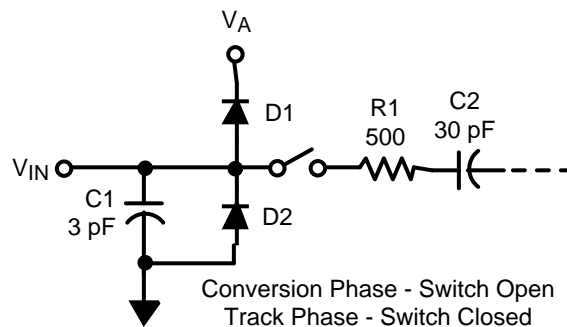 VA
D1
R1
500
C2
30 pF
VIN
C1
3 pF
D2
Conversion Phase - Switch Open
Track Phase - Switch Closed